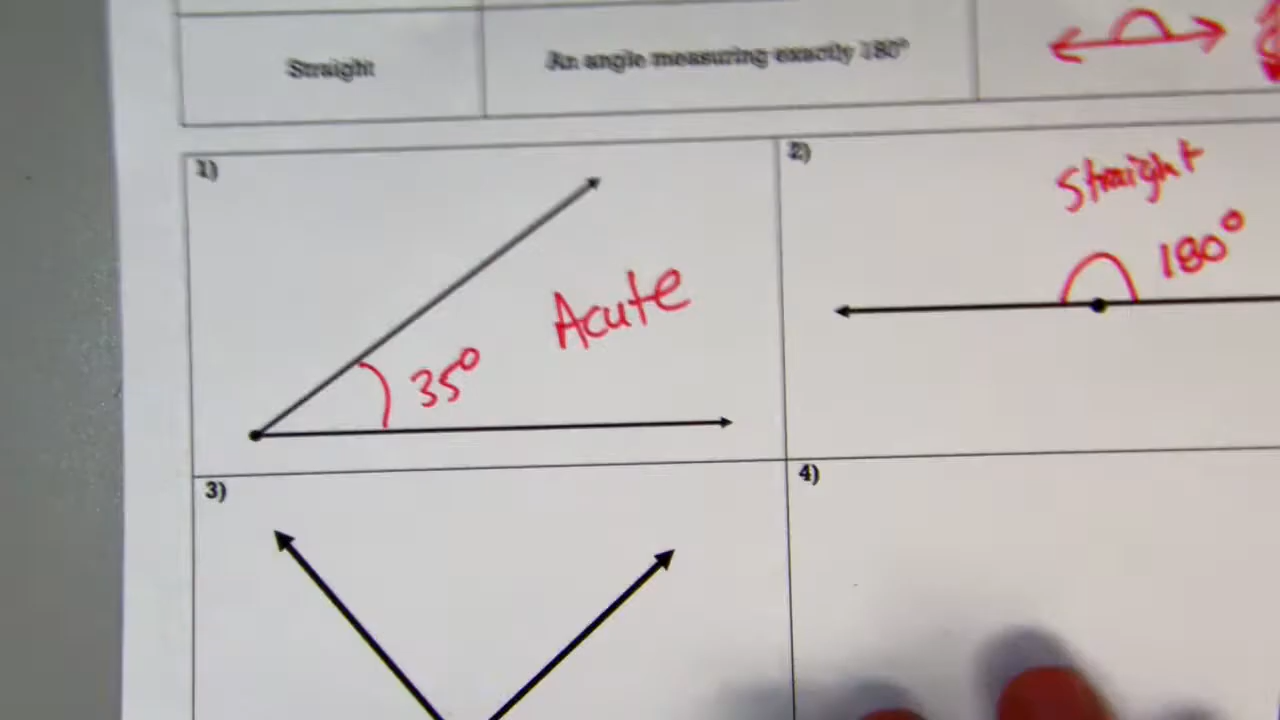 Straight
An angle measuring exactly 180°
1)
Acute
35°
2)
Straight
180°
3)
4)